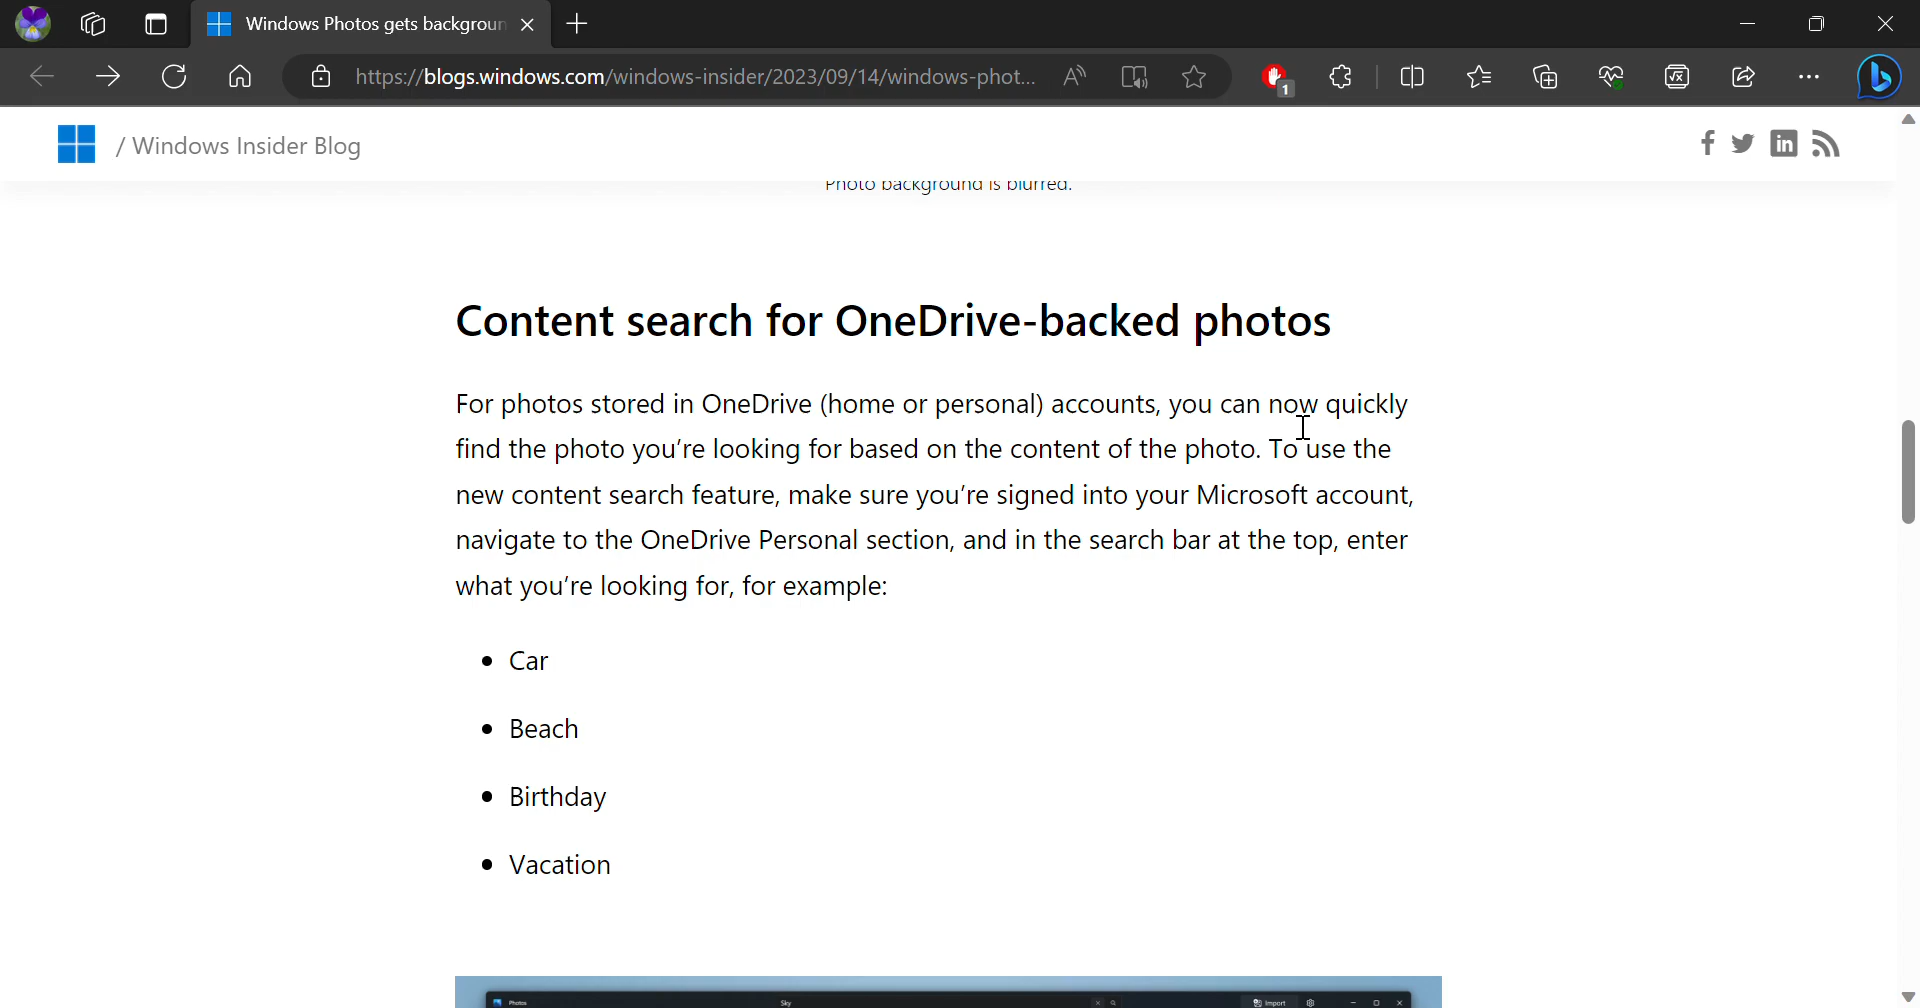 Windows Photos gets backgroun
https://blogs.windows.com/windows-insider/2023/09/14/windows-phot...
1
/ Windows Insider Blog
Photo background is blurred.
Content search for OneDrive-backed photos
For photos stored in OneDrive (home or personal) accounts, you can now quickly
find the photo you’re looking for based on the content of the photo. To use the
new content search feature, make sure you’re signed into your Microsoft account,
navigate to the OneDrive Personal section, and in the search bar at the top, enter
what you’re looking for, for example:
• Car
• Beach
• Birthday
• Vacation
Photos
Sky
Import